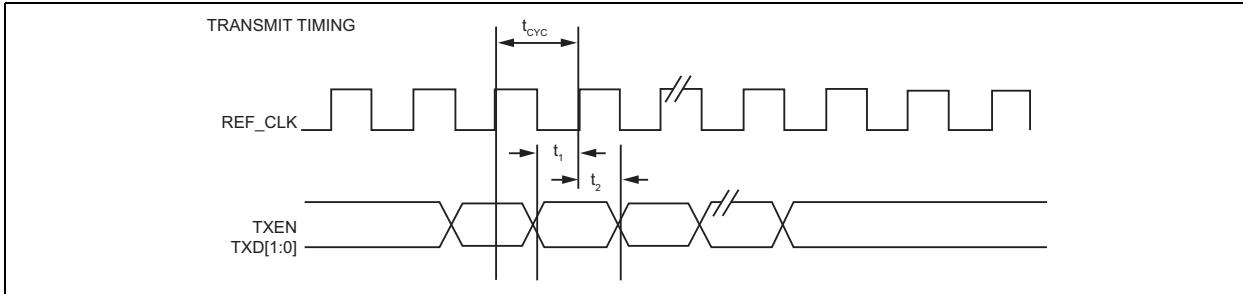 TRANSMIT TIMING
tCYC
REF_CLK
t1
t2
TXEN
TXD[1:0]